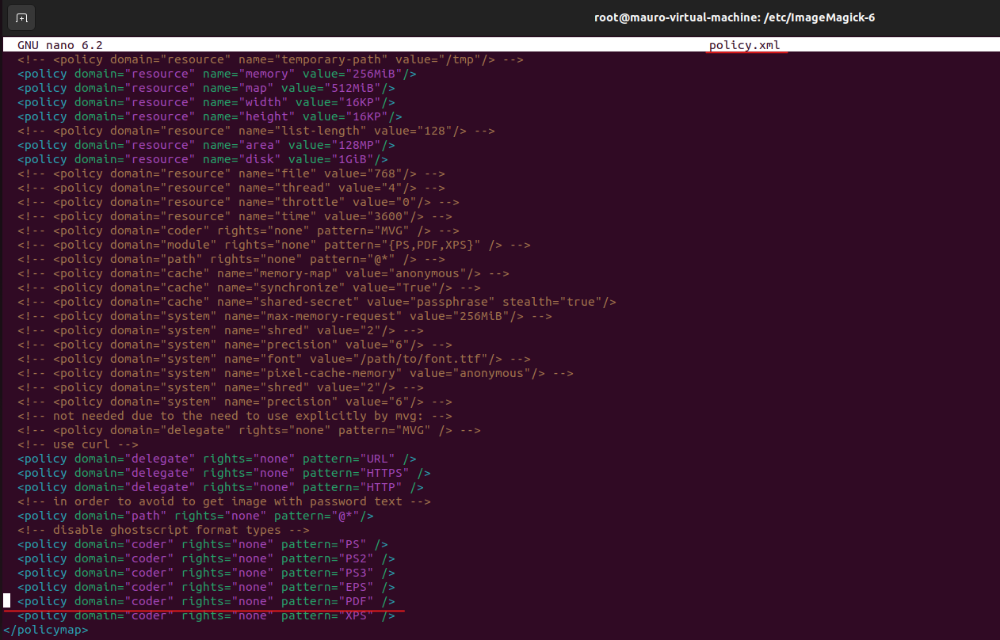 root@mauro-virtual-machine: /etc/ImageMagick-6
GNU nano 6.2 policy.xml
<!-- <policy domain="resource" name="temporary-path" value="/tmp"/> -->
<policy domain="resource" name="memory" value="256MiB"/>
<policy domain="resource" name="map" value="512MiB"/>
<policy domain="resource" name="width" value="16KP"/>
<policy domain="resource" name="height" value="16KP"/>
<!-- <policy domain="resource" name="list-length" value="128"/> -->
<policy domain="resource" name="area" value="128MP"/>
<policy domain="resource" name="disk" value="1GiB"/>
<!-- <policy domain="resource" name="file" value="768"/> -->
<!-- <policy domain="resource" name="thread" value="4"/> -->
<!-- <policy domain="resource" name="throttle" value="0"/> -->
<!-- <policy domain="resource" name="time" value="3600"/> -->
<!-- <policy domain="coder" rights="none" pattern="MVG" /> -->
<!-- <policy domain="module" rights="none" pattern="{PS,PDF,XPS}" /> -->
<!-- <policy domain="path" rights="none" pattern="@*" /> -->
<!-- <policy domain="cache" name="memory-map" value="anonymous"/> -->
<!-- <policy domain="cache" name="synchronize" value="True"/> -->
<!-- <policy domain="cache" name="shared-secret" value="passphrase" stealth="true"/>
<!-- <policy domain="system" name="max-memory-request" value="256MiB"/> -->
<!-- <policy domain="system" name="shred" value="2"/> -->
<!-- <policy domain="system" name="precision" value="6"/> -->
<!-- <policy domain="system" name="font" value="/path/to/font.ttf"/> -->
<!-- <policy domain="system" name="pixel-cache-memory" value="anonymous"/> -->
<!-- <policy domain="system" name="shred" value="2"/> -->
<!-- <policy domain="system" name="precision" value="6"/> -->
<!-- not needed due to the need to use explicitly by mvg: -->
<!-- <policy domain="delegate" rights="none" pattern="MVG" /> -->
<!-- use curl -->
<policy domain="delegate" rights="none" pattern="URL" />
<policy domain="delegate" rights="none" pattern="HTTPS" />
<policy domain="delegate" rights="none" pattern="HTTP" />
<!-- in order to avoid to get image with password text -->
<policy domain="path" rights="none" pattern="@*"/>
<!-- disable ghostscript format types -->
<policy domain="coder" rights="none" pattern="PS" />
<policy domain="coder" rights="none" pattern="PS2" />
<policy domain="coder" rights="none" pattern="PS3" />
<policy domain="coder" rights="none" pattern="EPS" />
<policy domain="coder" rights="none" pattern="PDF" />
<policy domain="coder" rights="none" pattern="XPS" />
</policymap>